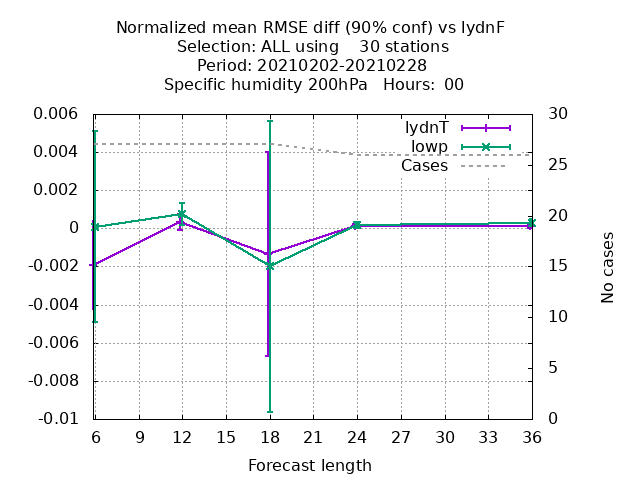 Normalized mean RMSE diff (90% conf) vs IydnF
Selection: ALL using 30 stations
Period: 20210202-20210228
Specific humidity 200hPa Hours: 00
0.006
0.004
0.002
0
-0.002
-0.004
-0.006
-0.008
-0.01
30
25
20
15
10
5
0
IydnT
lowp
Cases
No cases
6 9 12 15 18 21 24 27 30 33 36
Forecast length